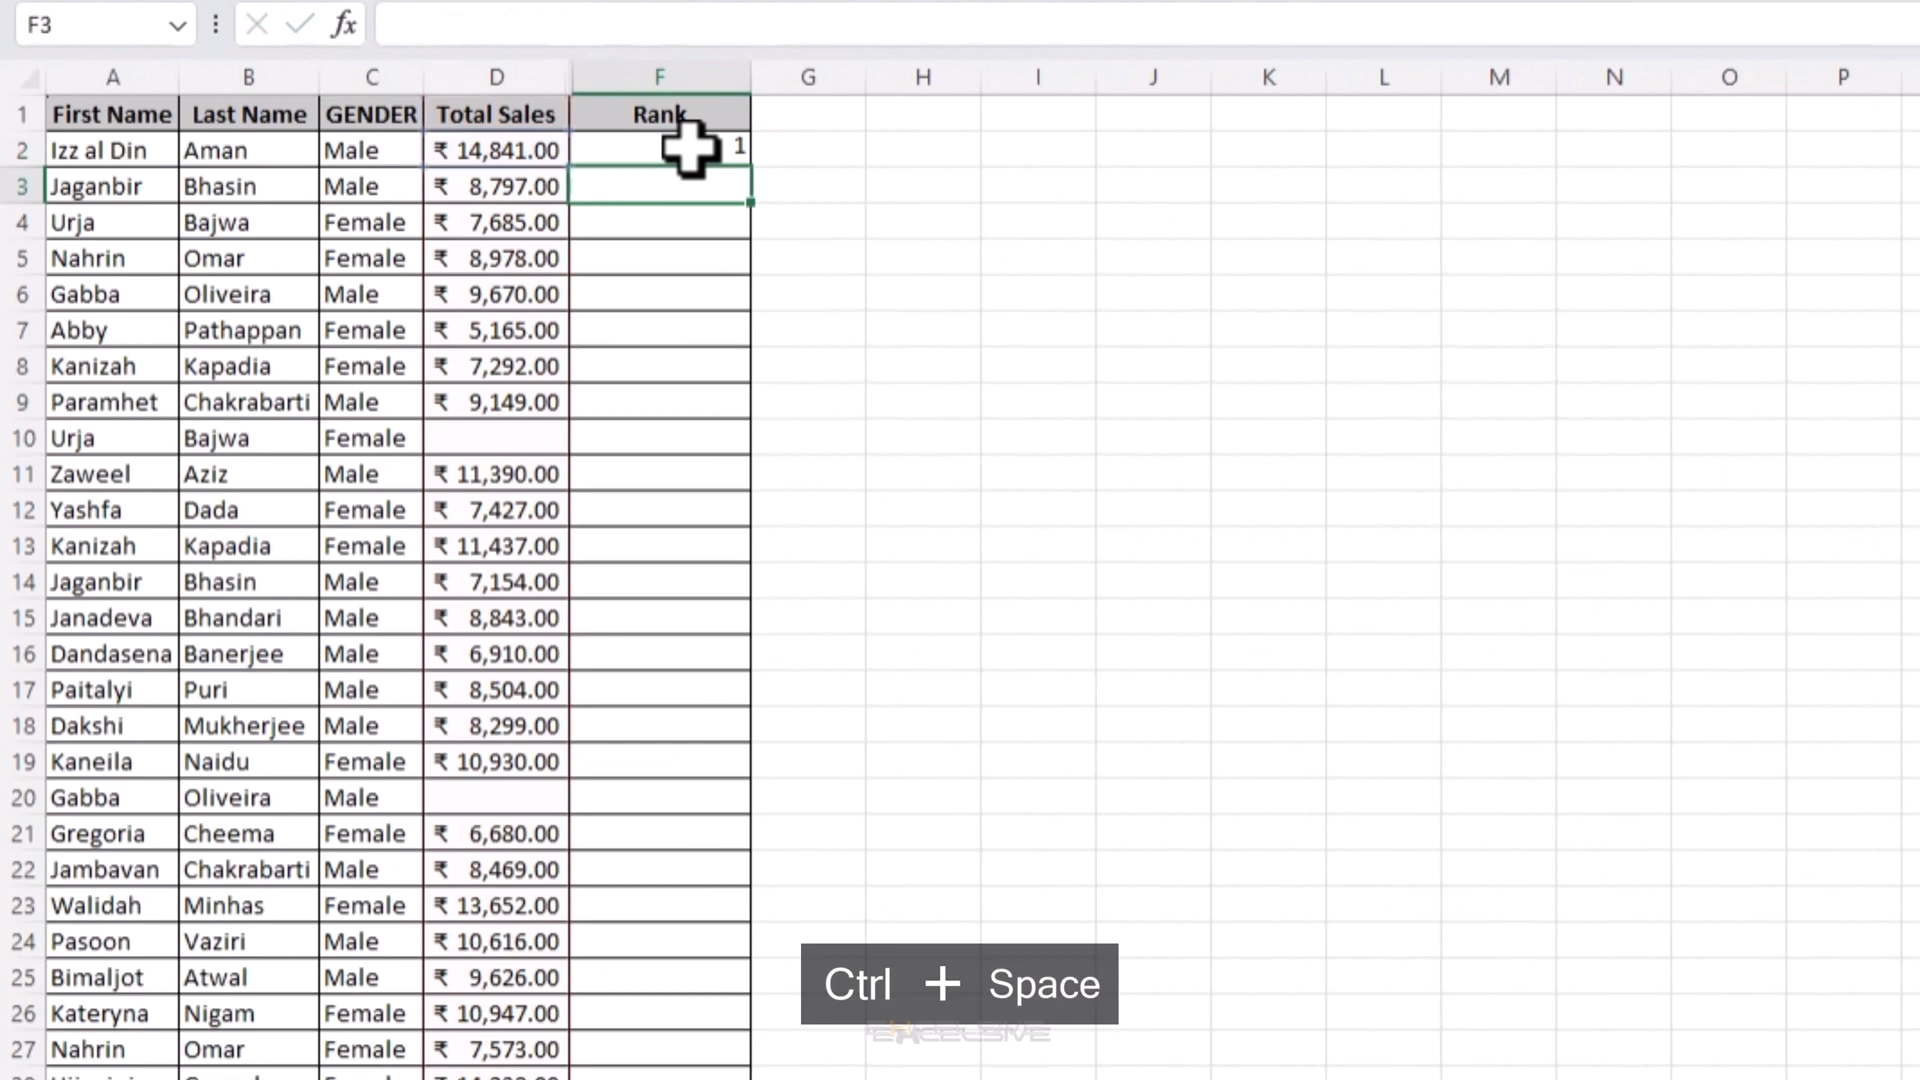 F3 fx
A B C D F G H I J K L M N O P
1 First Name Last Name GENDER Total Sales Rank
2 Izz al Din Aman Male ₹ 14,841.00 1
3 Jaganbir Bhasin Male ₹ 8,797.00
4 Urja Bajwa Female ₹ 7,685.00
5 Nahrin Omar Female ₹ 8,978.00
6 Gabba Oliveira Male ₹ 9,670.00
7 Abby Pathappan Female ₹ 5,165.00
8 Kanizah Kapadia Female ₹ 7,292.00
9 Paramhet Chakrabarti Male ₹ 9,149.00
10 Urja Bajwa Female
11 Zaweel Aziz Male ₹ 11,390.00
12 Yashfa Dada Female ₹ 7,427.00
13 Kanizah Kapadia Female ₹ 11,437.00
14 Jaganbir Bhasin Male ₹ 7,154.00
15 Janadeva Bhandari Male ₹ 8,843.00
16 Dandasena Banerjee Male ₹ 6,910.00
17 Paitalyi Puri Male ₹ 8,504.00
18 Dakshi Mukherjee Male ₹ 8,299.00
19 Kaneila Naidu Female ₹ 10,930.00
20 Gabba Oliveira Male
21 Gregoria Cheema Female ₹ 6,680.00
22 Jambavan Chakrabarti Male ₹ 8,469.00
23 Walidah Minhas Female ₹ 13,652.00
24 Pasoon Vaziri Male ₹ 10,616.00
25 Bimaljot Atwal Male ₹ 9,626.00
26 Kateryna Nigam Female ₹ 10,947.00
27 Nahrin Omar Female ₹ 7,573.00
Ctrl + Space